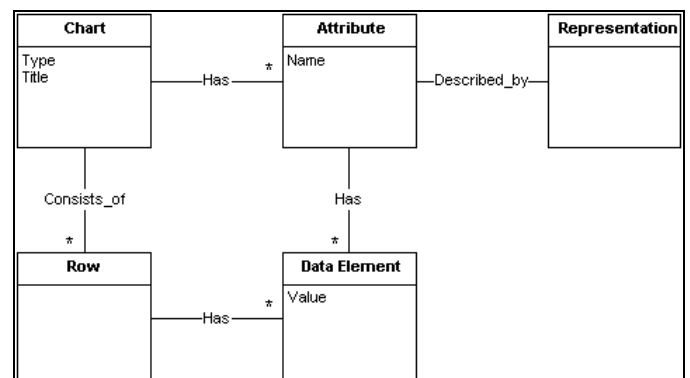 Chart
Attribute
Representation
Type
Title
Name
Has
*
Described_by
Consists_of
Has
*
*
Row
Data Element
Value
Has
*